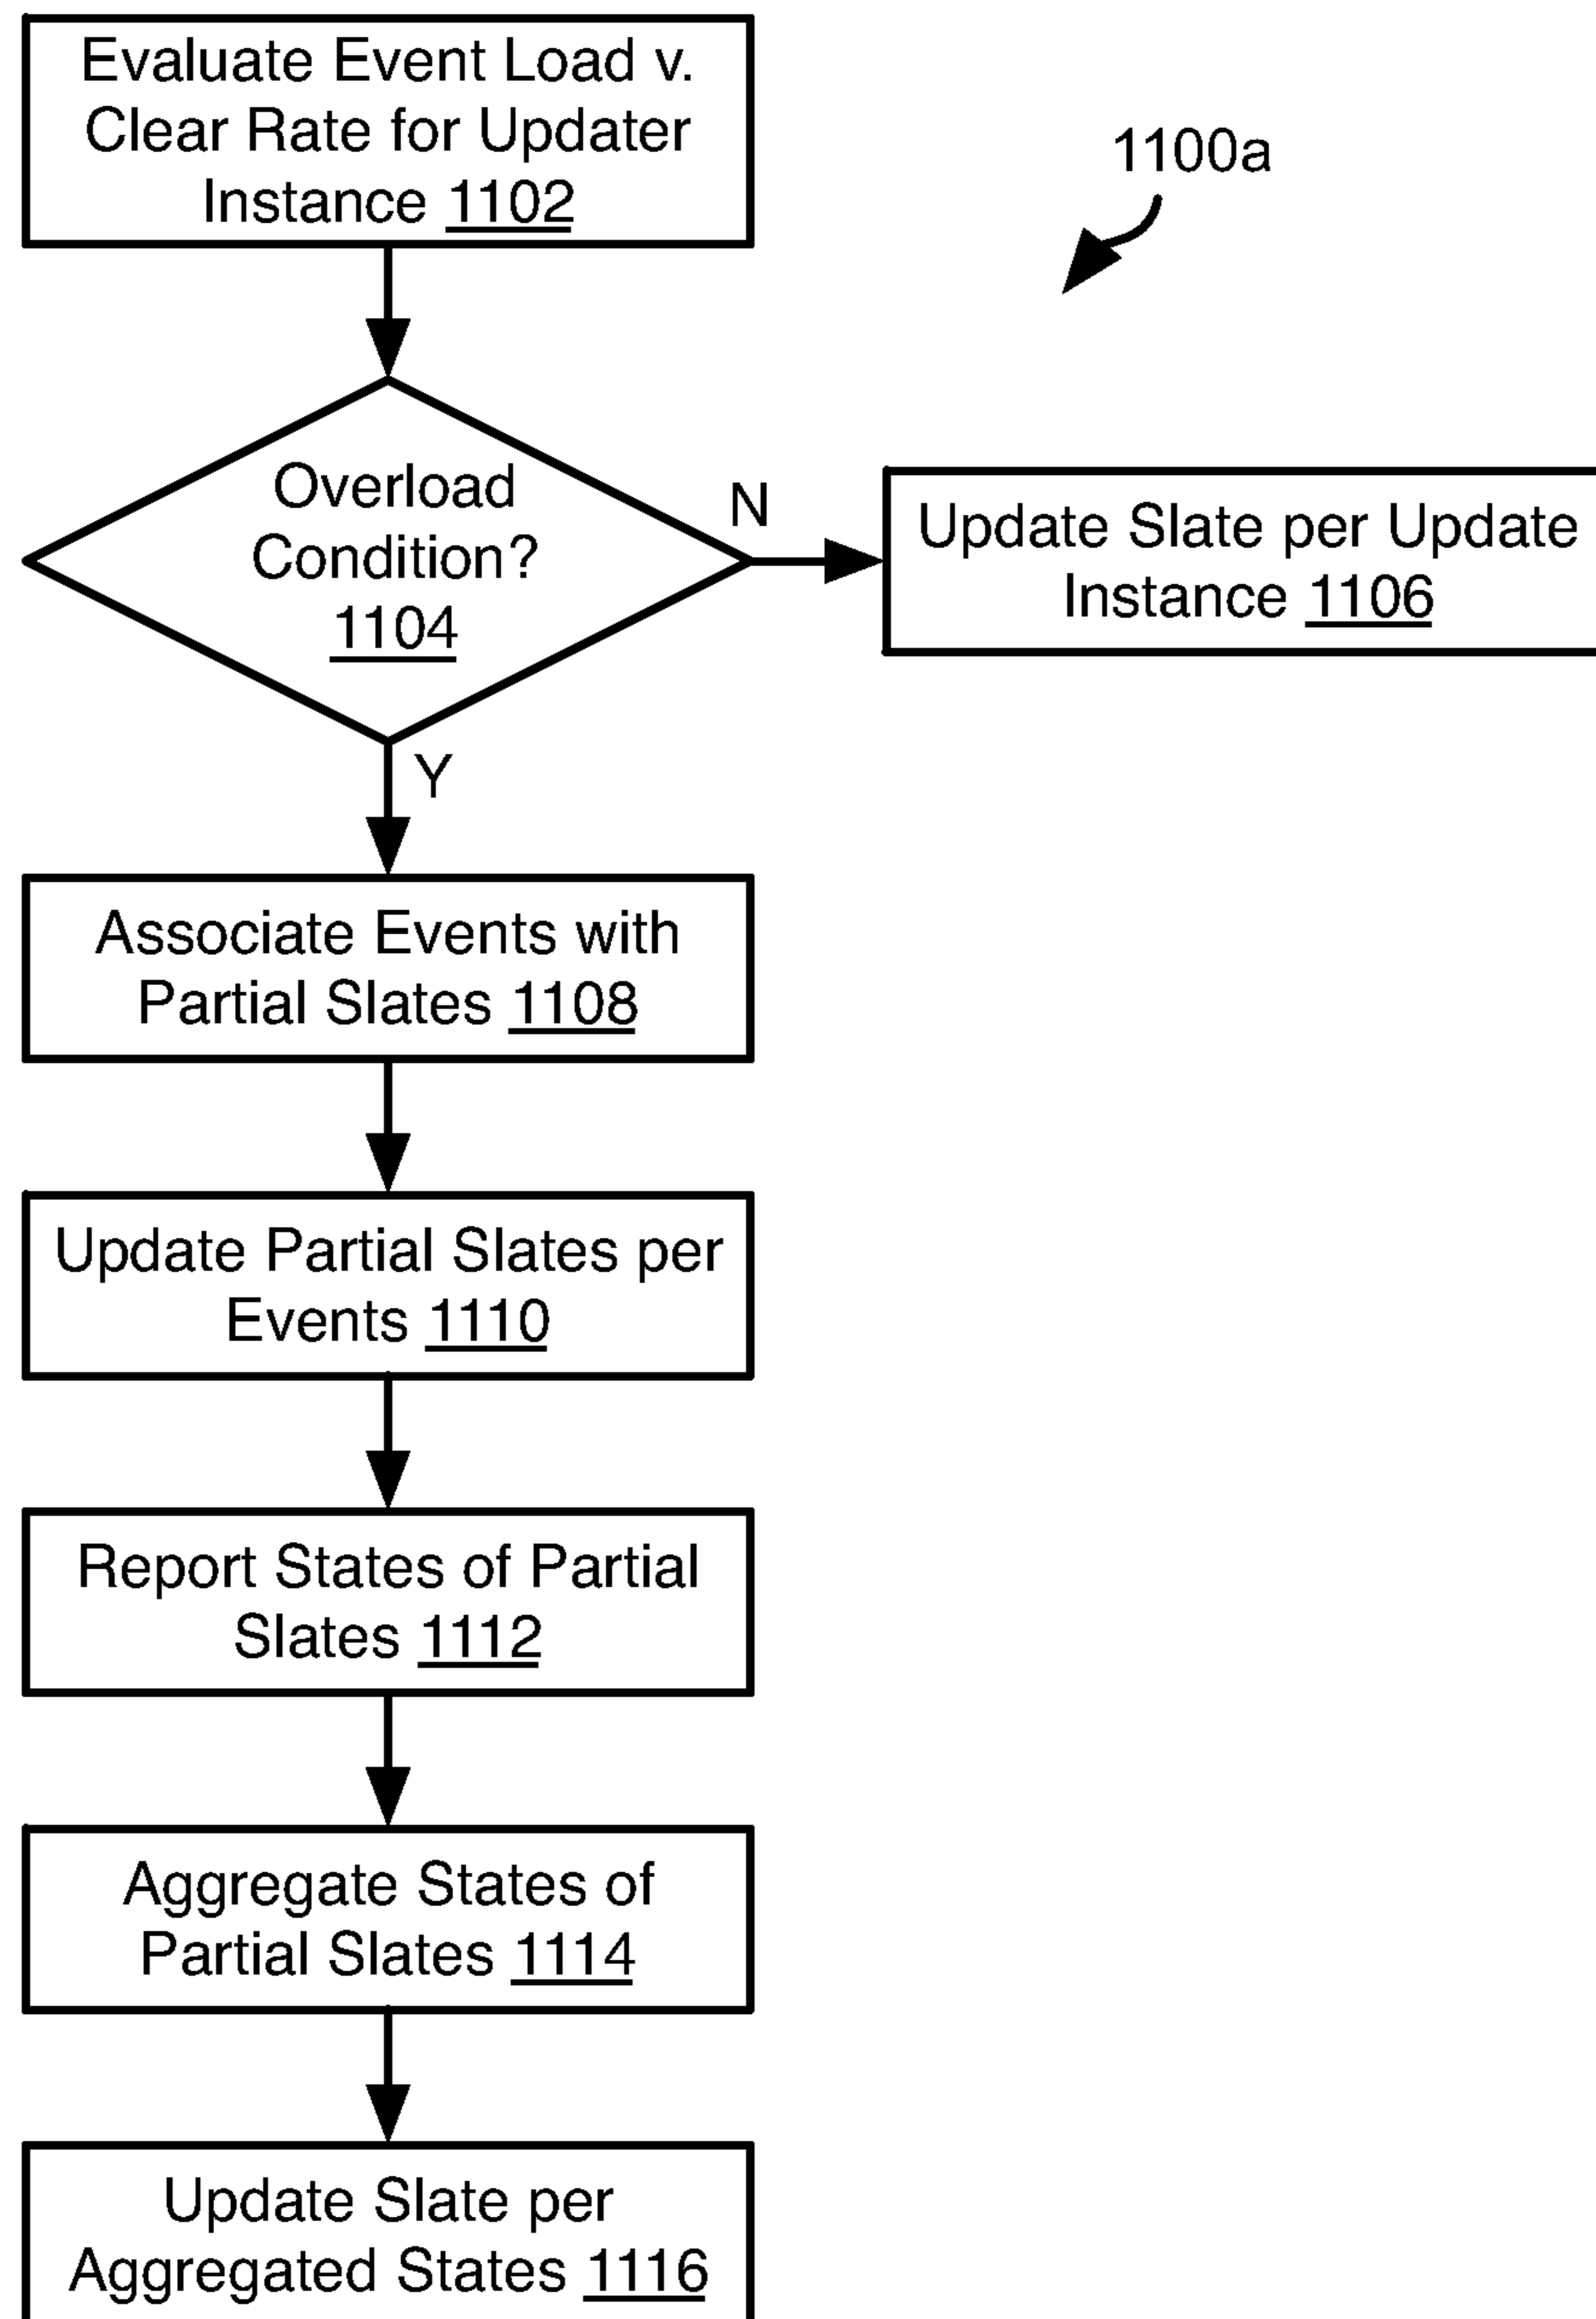 Evaluate Event Load v.
Clear Rate for Updater
Instance 1102
1100a
Overload
Condition?
1104
N
Update Slate per Update
Instance 1106
Y
Associate Events with
Partial Slates 1108
Update Partial Slates per
Events 1110
Report States of Partial
Slates 1112
Aggregate States of
Partial Slates 1114
Update Slate per
Aggregated States 1116